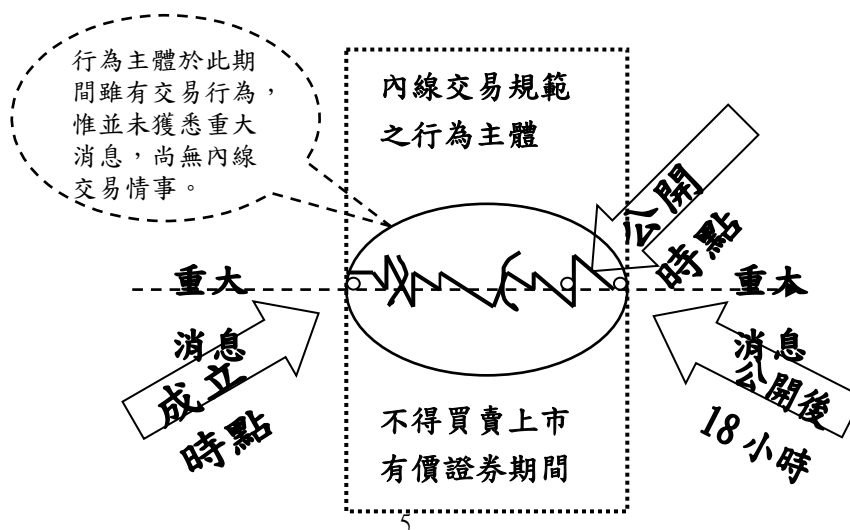 行為主體於此期
間雖有交易行為，
惟並未獲悉重大
消息，尚無內線
交易情事。
內線交易規範
之行為主體
公開
時點
重大
消息
成立
時點
重大
消息
公開後
18小時
不得買賣上市
有價證券期間
5